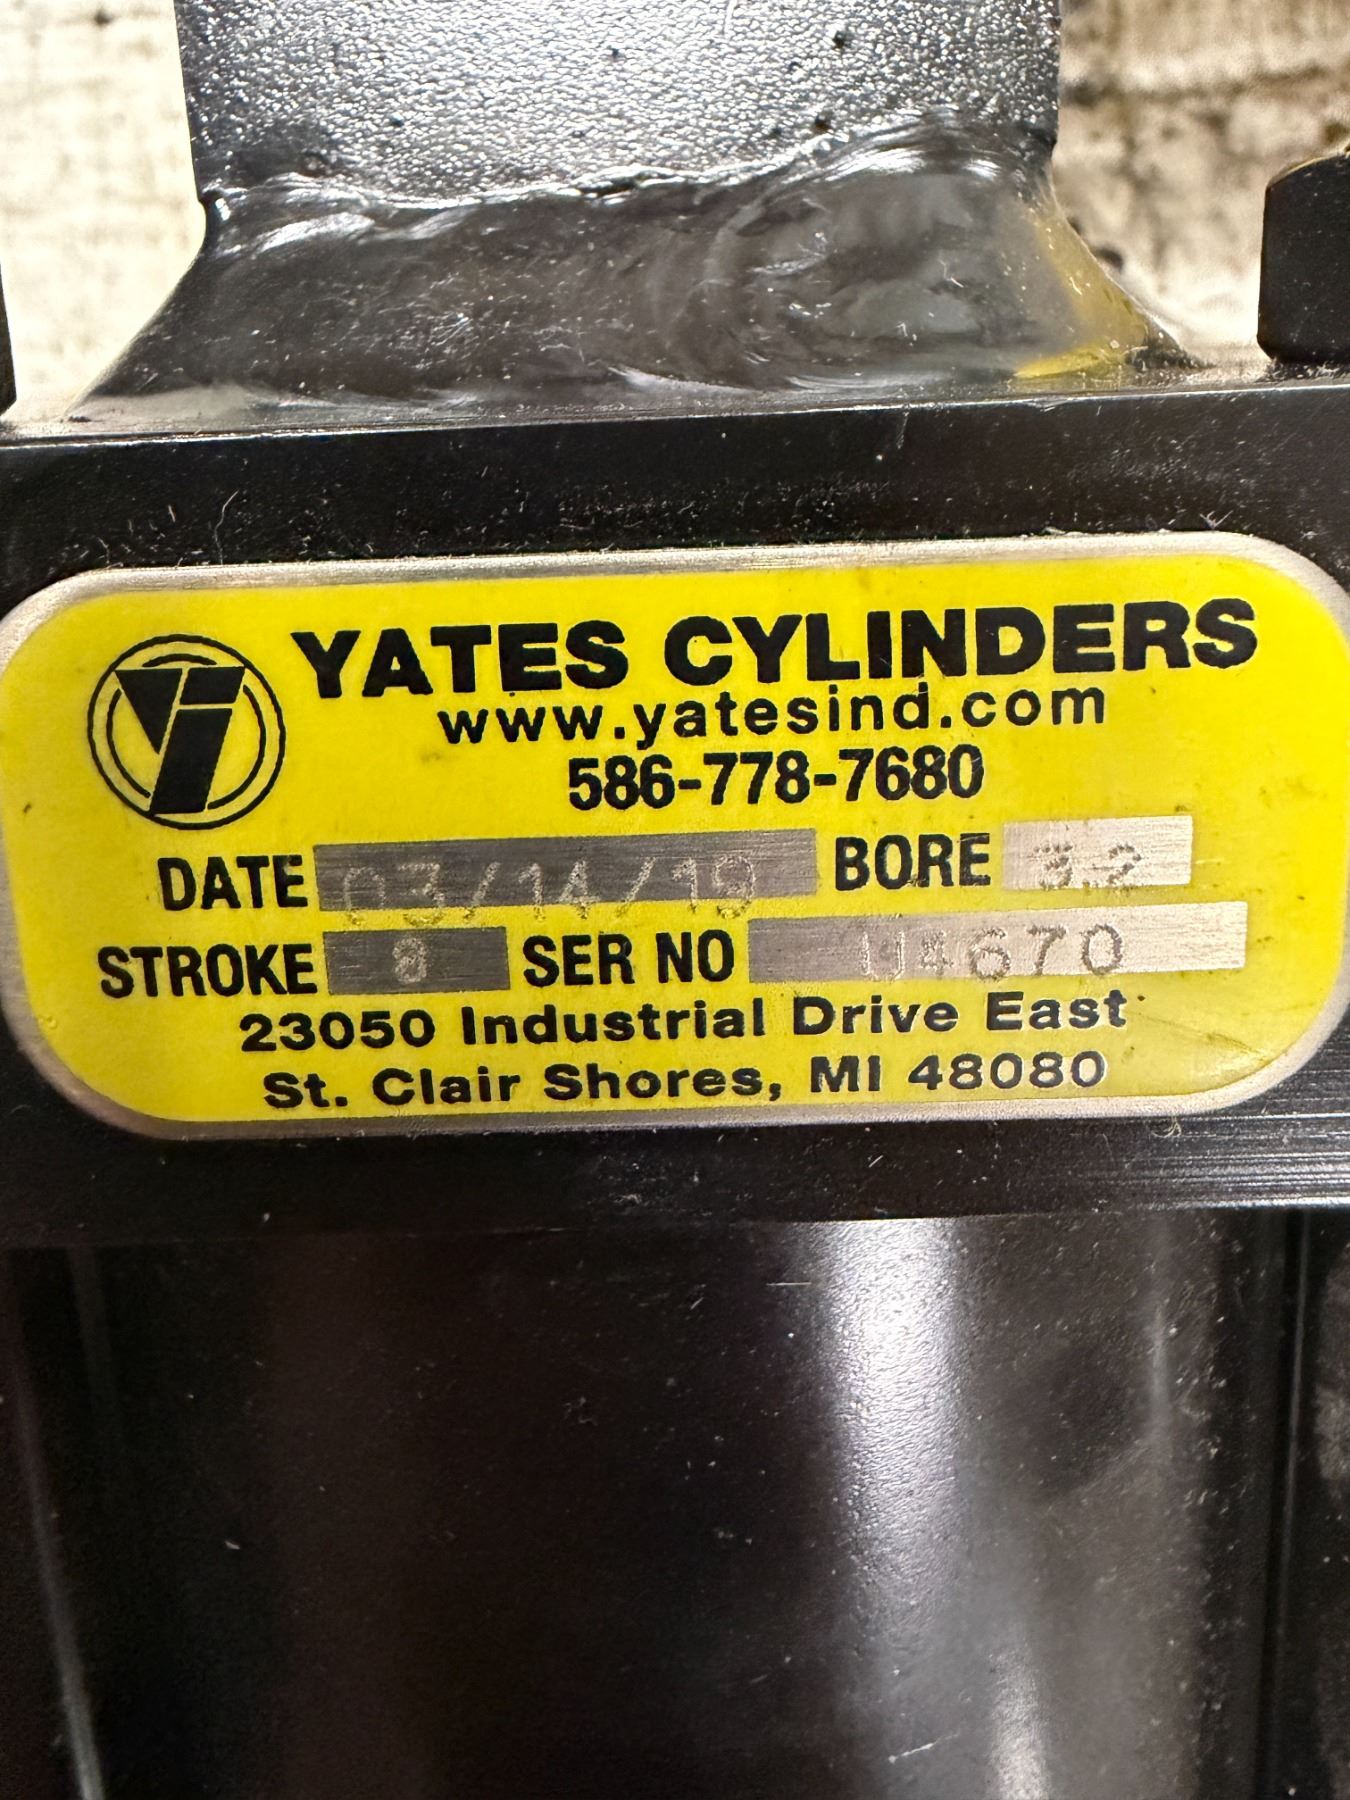 YATES CYLINDERS
www.yatesind.com
586-778-7680
DATE 03/14/19 BORE
STROKE SER NO
23050 Industrial Drive East
St. Clair Shores, MI 48080